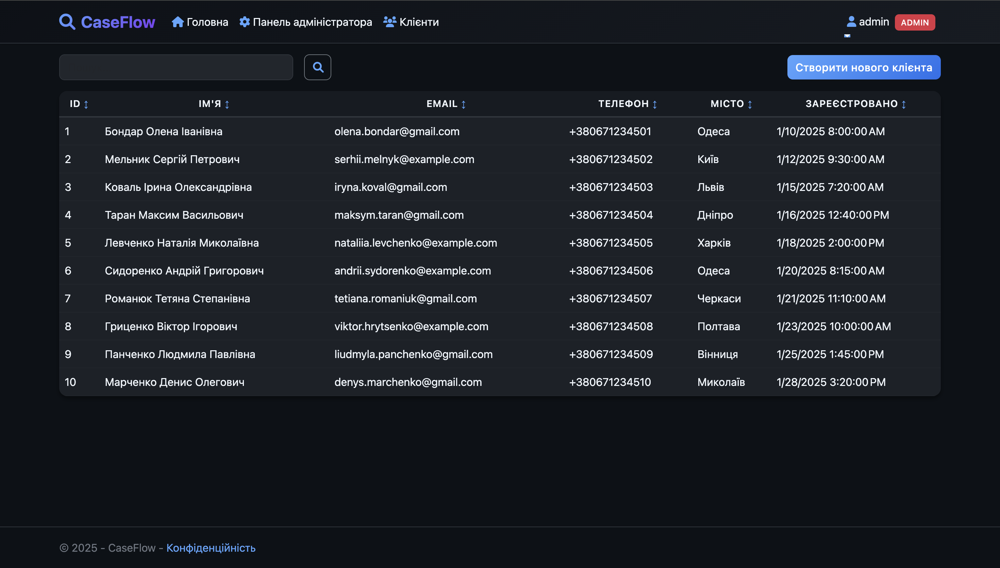 CaseFlow Головна Панель адміністратора Клієнти admin ADMIN
Створити нового клієнта
ID ↕ ІМ'Я ↕ EMAIL ↕ ТЕЛЕФОН ↕ МІСТО ↕ ЗАРЕЄСТРОВАНО ↕
1 Бондар Олена Іванівна olena.bondar@gmail.com +380671234501 Одеса 1/10/2025 8:00:00 AM
2 Мельник Сергій Петрович serhii.melnyk@example.com +380671234502 Київ 1/12/2025 9:30:00 AM
3 Коваль Ірина Олександрівна iryna.koval@gmail.com +380671234503 Львів 1/15/2025 7:20:00 AM
4 Таран Максим Васильович maksym.taran@gmail.com +380671234504 Дніпро 1/16/2025 12:40:00 PM
5 Левченко Наталія Миколаївна nataliia.levchenko@example.com +380671234505 Харків 1/18/2025 2:00:00 PM
6 Сидоренко Андрій Григорович andrii.sydorenko@example.com +380671234506 Одеса 1/20/2025 8:15:00 AM
7 Романюк Тетяна Степанівна tetiana.romaniuk@gmail.com +380671234507 Черкаси 1/21/2025 11:10:00 AM
8 Гриценко Віктор Ігорович viktor.hrytsenko@example.com +380671234508 Полтава 1/23/2025 10:00:00 AM
9 Панченко Людмила Павлівна liudmyla.panchenko@gmail.com +380671234509 Вінниця 1/25/2025 1:45:00 PM
10 Марченко Денис Олегович denys.marchenko@gmail.com +380671234510 Миколаїв 1/28/2025 3:20:00 PM
© 2025 - CaseFlow - Конфіденційність